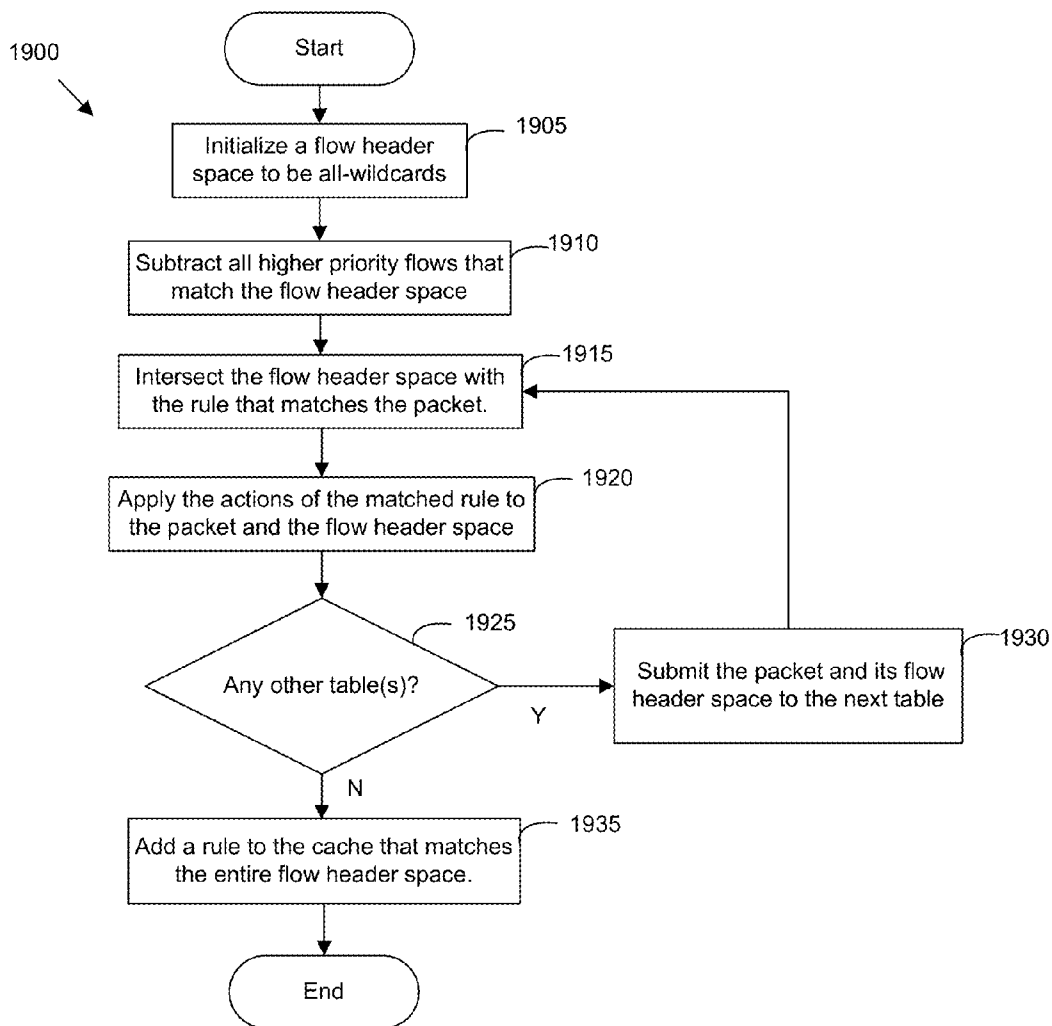 1900
Start
1905
Initialize a flow header
space to be all-wildcards
1910
Subtract all higher priority flows that
match the flow header space
1915
Intersect the flow header space with
the rule that matches the packet.
1920
Apply the actions of the matched rule to
the packet and the flow header space
1925
Any other table(s)?
Y
1930
Submit the packet and its flow
header space to the next table
N
1935
Add a rule to the cache that matches
the entire flow header space.
End